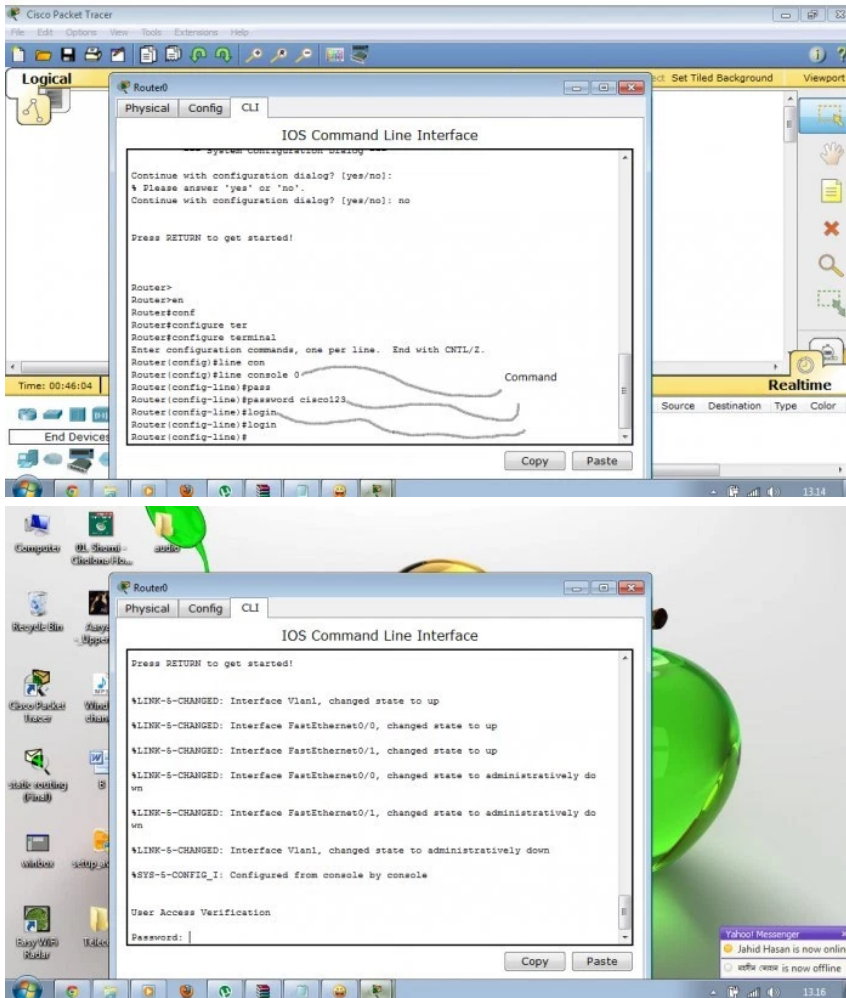 Cisco Packet Tracer
File Edit Options View Tools Extensions Help
Logical
Set Tiled Background
Viewport
Router0
Physical Config CLI
IOS Command Line Interface
--- System Configuration Dialog ---
Continue with configuration dialog? [yes/no]:
% Please answer 'yes' or 'no'.
Continue with configuration dialog? [yes/no]: no
Press RETURN to get started!
Router>
Router>en
Router#conf
Router#configure ter
Router#configure terminal
Enter configuration commands, one per line. End with CNTL/Z.
Router(config)#line con
Router(config)#line console 0
Router(config-line)#pass
Router(config-line)#password cisco123
Router(config-line)#login
Router(config-line)#login
Router(config-line)#
Command
Copy Paste
Time: 00:46:04
Realtime
End Devices
Source Destination Type Color
13.14
Computer
01. Shomi -
audio
Recycle Bin
Cisco Packet
Tracer
static routing
(Final)
B
winbox
Easy WiFi
Radar
Router0
Physical Config CLI
IOS Command Line Interface
Press RETURN to get started!
%LINK-5-CHANGED: Interface Vlan1, changed state to up
%LINK-5-CHANGED: Interface FastEthernet0/0, changed state to up
%LINK-5-CHANGED: Interface FastEthernet0/1, changed state to up
%LINK-5-CHANGED: Interface FastEthernet0/0, changed state to administratively do
wn
%LINK-5-CHANGED: Interface FastEthernet0/1, changed state to administratively do
wn
%LINK-5-CHANGED: Interface Vlan1, changed state to administratively down
%SYS-5-CONFIG_I: Configured from console by console
User Access Verification
Password:
Copy Paste
Yahoo! Messenger
Jahid Hasan is now onlin
is now offline
13.16